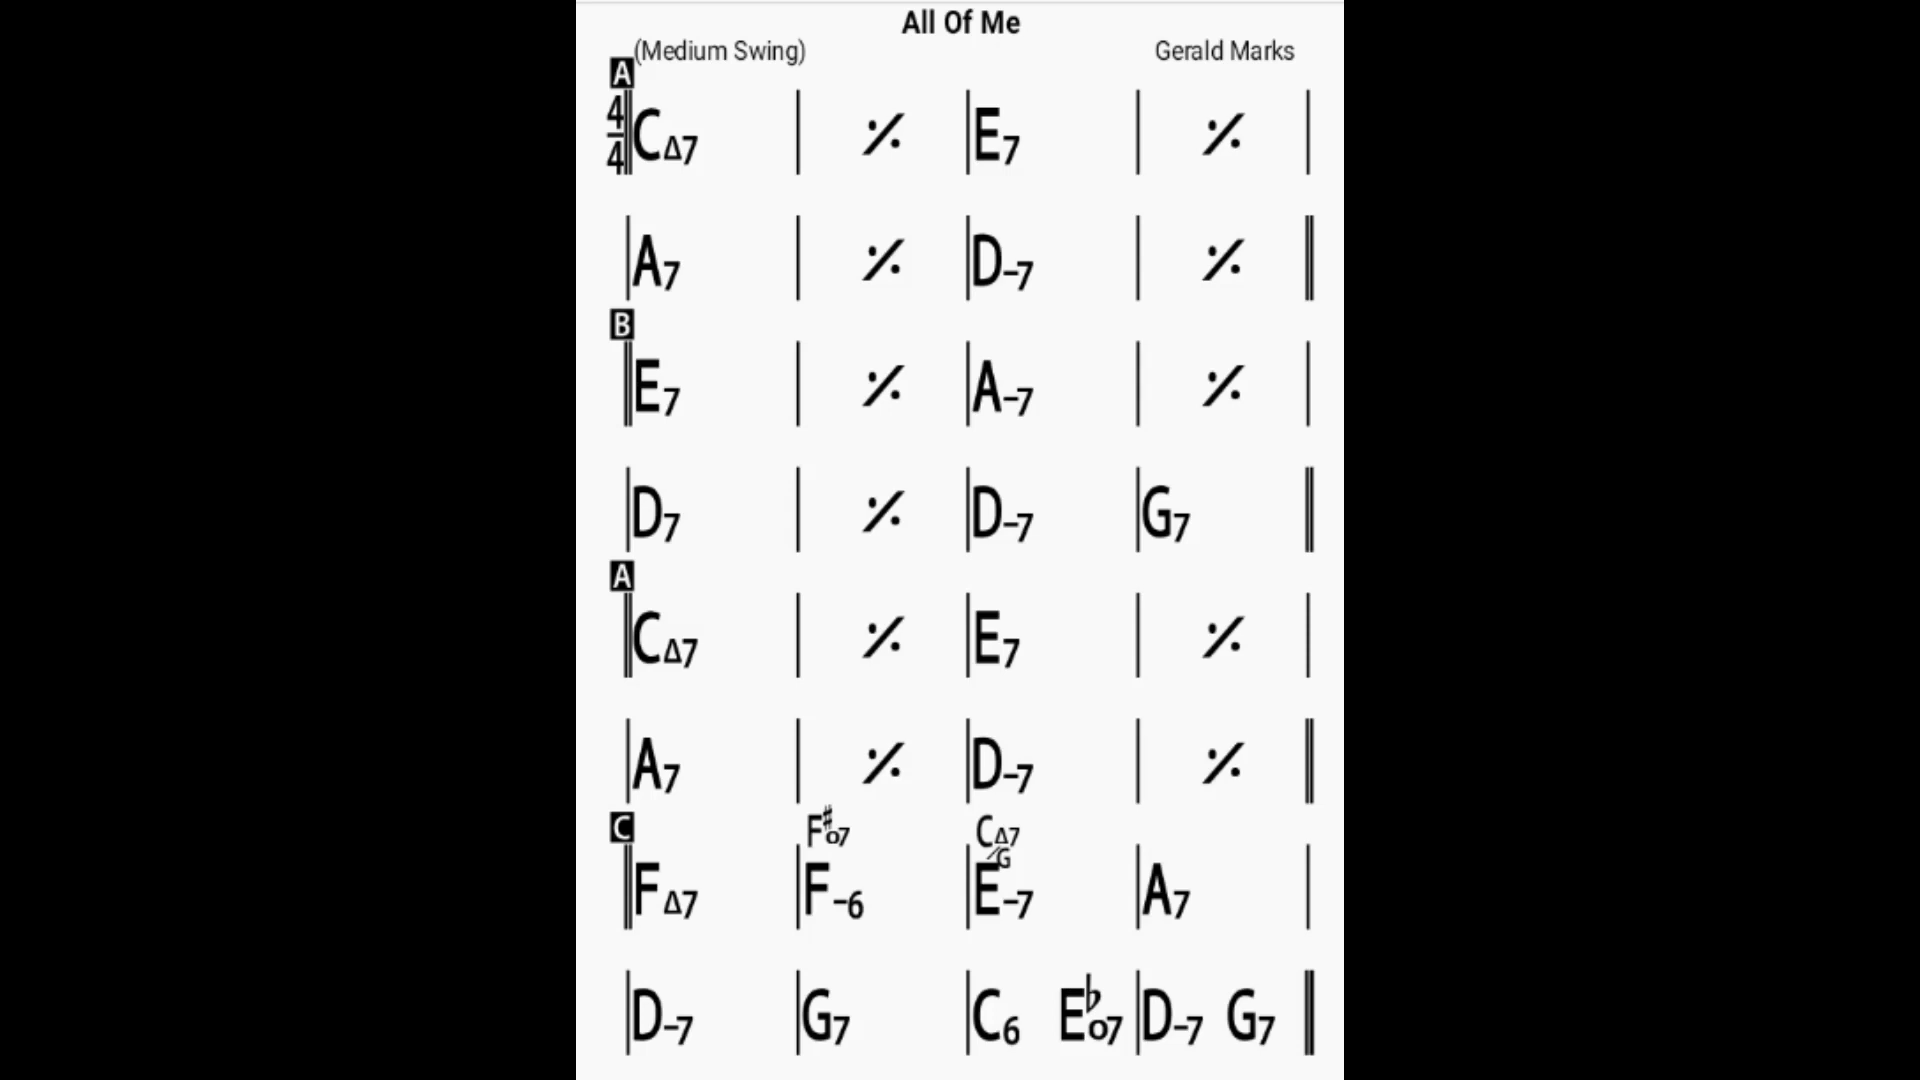 All Of Me
(Medium Swing) Gerald Marks
A
4/4 CΔ7 | 𝄎 | E7 | 𝄎 |
A7 | 𝄎 | D-7 | 𝄎 ||
B
E7 | 𝄎 | A-7 | 𝄎 |
D7 | 𝄎 | D-7 | G7 ||
A
CΔ7 | 𝄎 | E7 | 𝄎 |
A7 | 𝄎 | D-7 | 𝄎 ||
C F♯o7 CΔ7/G
FΔ7 | F-6 | E-7 | A7 |
D-7 | G7 | C6 E♭o7 | D-7 G7 ||